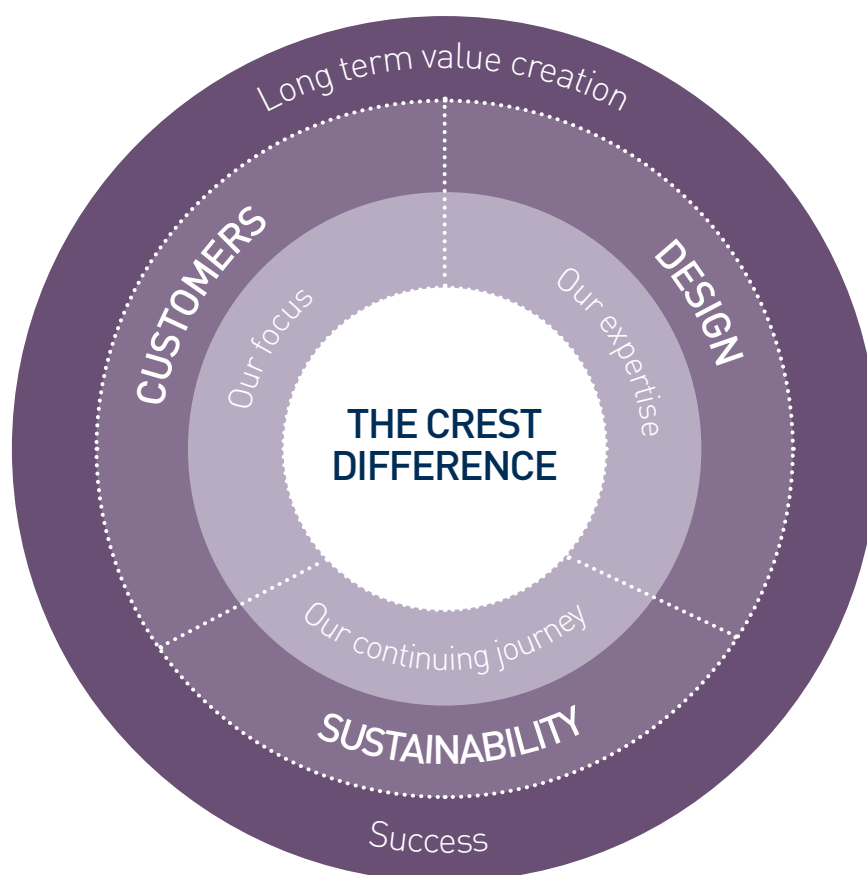 Long term value creation
CUSTOMERS
DESIGN
Our focus
Our expertise
THE CREST
DIFFERENCE
Our continuing journey
SUSTAINABILITY
Success